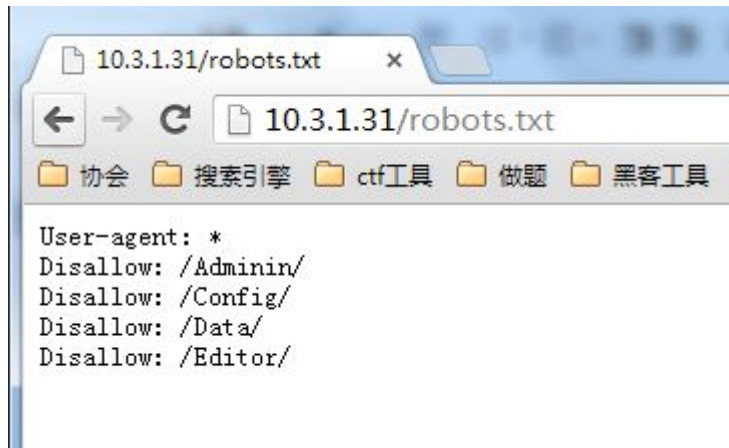 10.3.1.31/robots.txt
10.3.1.31/robots.txt
协会 搜索引擎 ctf工具 做题 黑客工具
User-agent: *
Disallow: /Adminin/
Disallow: /Config/
Disallow: /Data/
Disallow: /Editor/